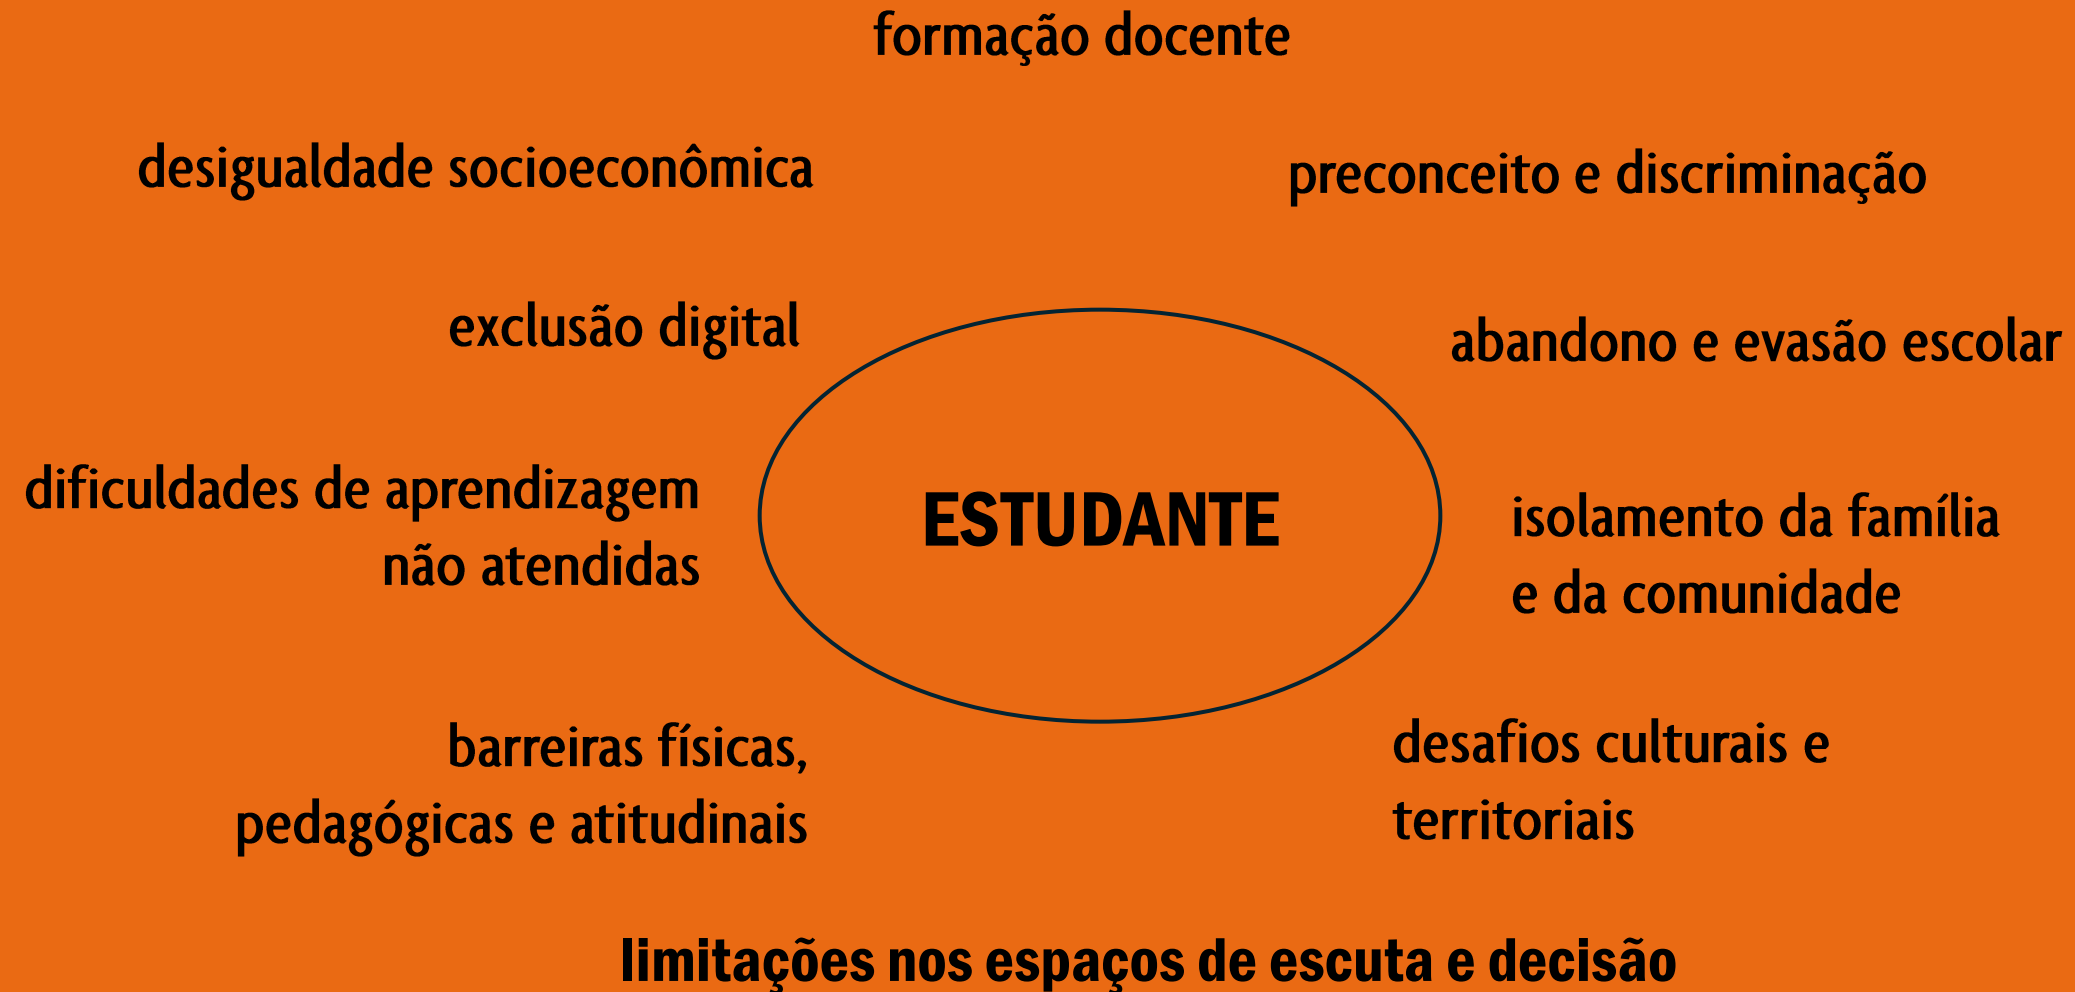 formação docente
desigualdade socioeconômica
preconceito e discriminação
exclusão digital
abandono e evasão escolar
dificuldades de aprendizagem
não atendidas
ESTUDANTE
isolamento da família
e da comunidade
barreiras físicas,
pedagógicas e atitudinais
desafios culturais e
territoriais
limitações nos espaços de escuta e decisão